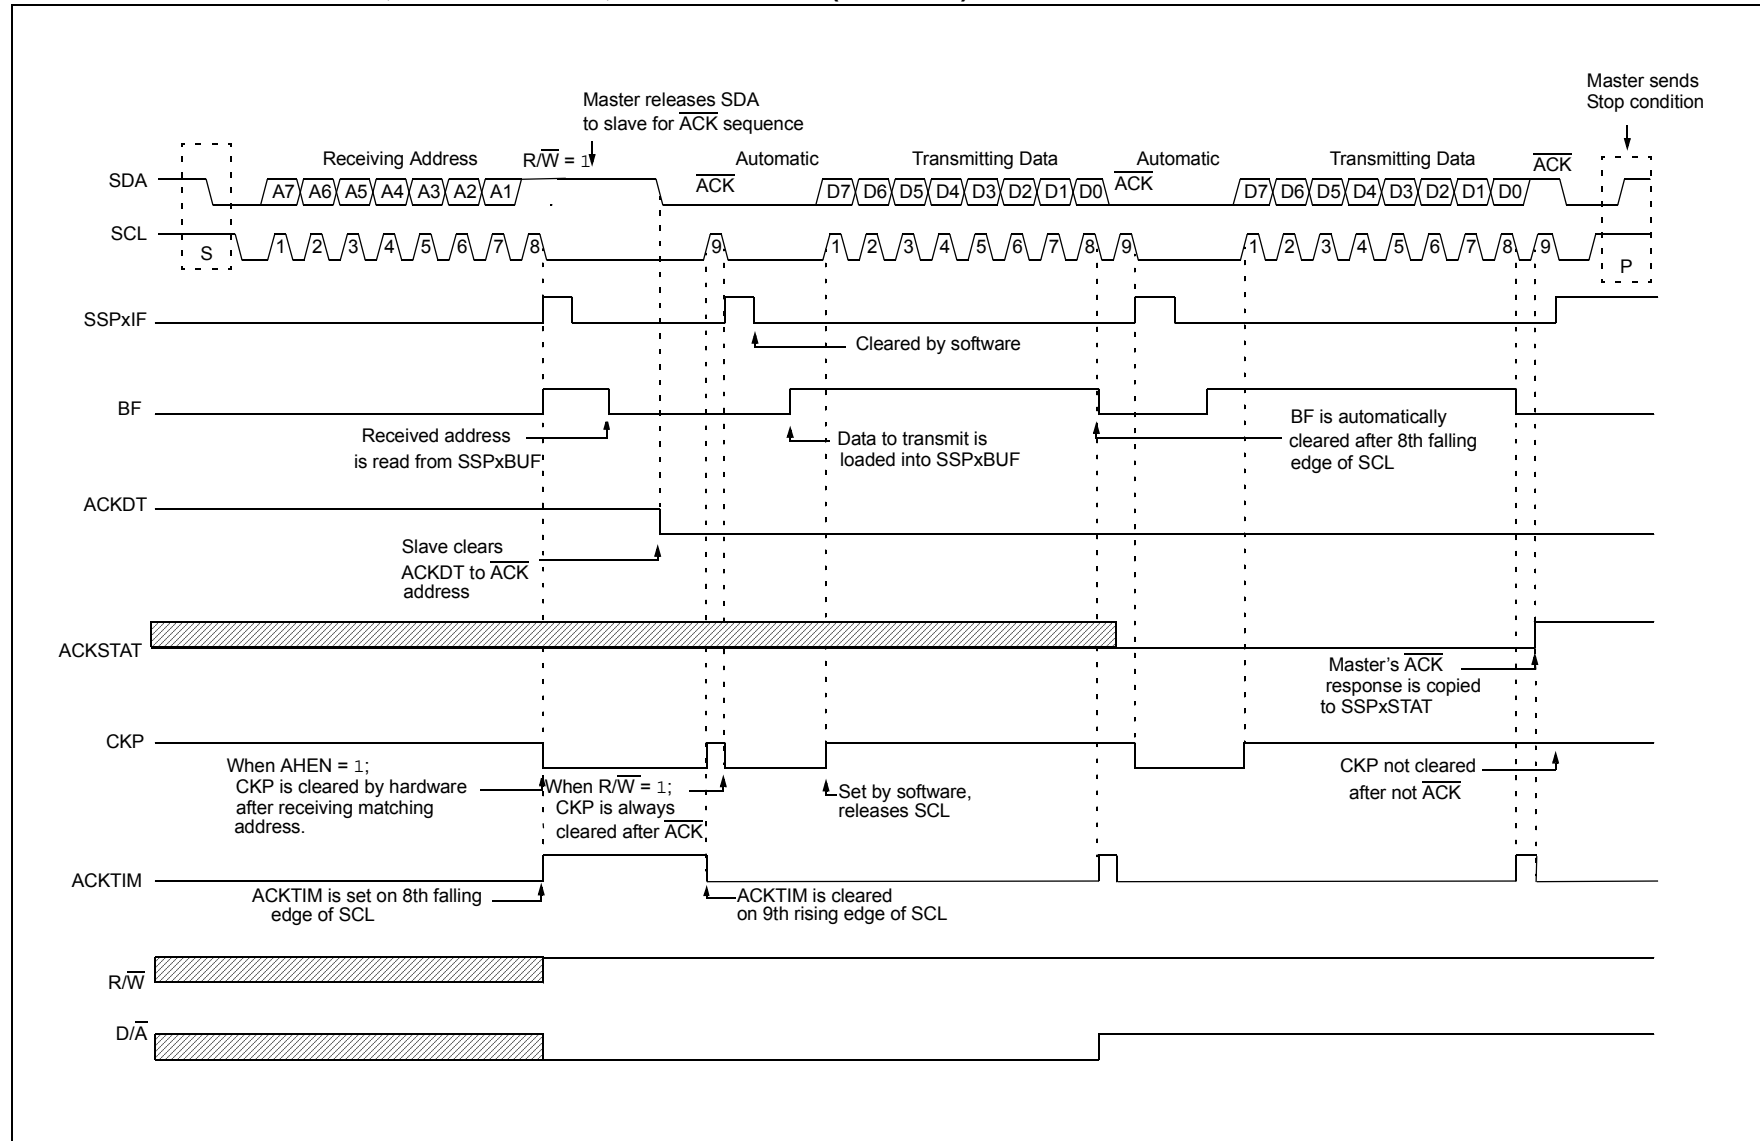 Master sends
Stop condition
Master releases SDA
to slave for ACK sequence
Receiving Address R/W = 1 Automatic Transmitting Data Automatic Transmitting Data ACK
SDA A7 A6 A5 A4 A3 A2 A1 ACK D7 D6 D5 D4 D3 D2 D1 D0 ACK D7 D6 D5 D4 D3 D2 D1 D0
SCL S 1 2 3 4 5 6 7 8 9 1 2 3 4 5 6 7 8 9 1 2 3 4 5 6 7 8 9 P
SSPxIF
Cleared by software
BF
Received address
is read from SSPxBUF
Data to transmit is
loaded into SSPxBUF
BF is automatically
cleared after 8th falling
edge of SCL
ACKDT
Slave clears
ACKDT to ACK
address
ACKSTAT
Master's ACK
response is copied
to SSPxSTAT
CKP
When AHEN = 1;
CKP is cleared by hardware
after receiving matching
address.
When R/W = 1;
CKP is always
cleared after ACK
Set by software,
releases SCL
CKP not cleared
after not ACK
ACKTIM
ACKTIM is set on 8th falling
edge of SCL
ACKTIM is cleared
on 9th rising edge of SCL
R/W
D/A